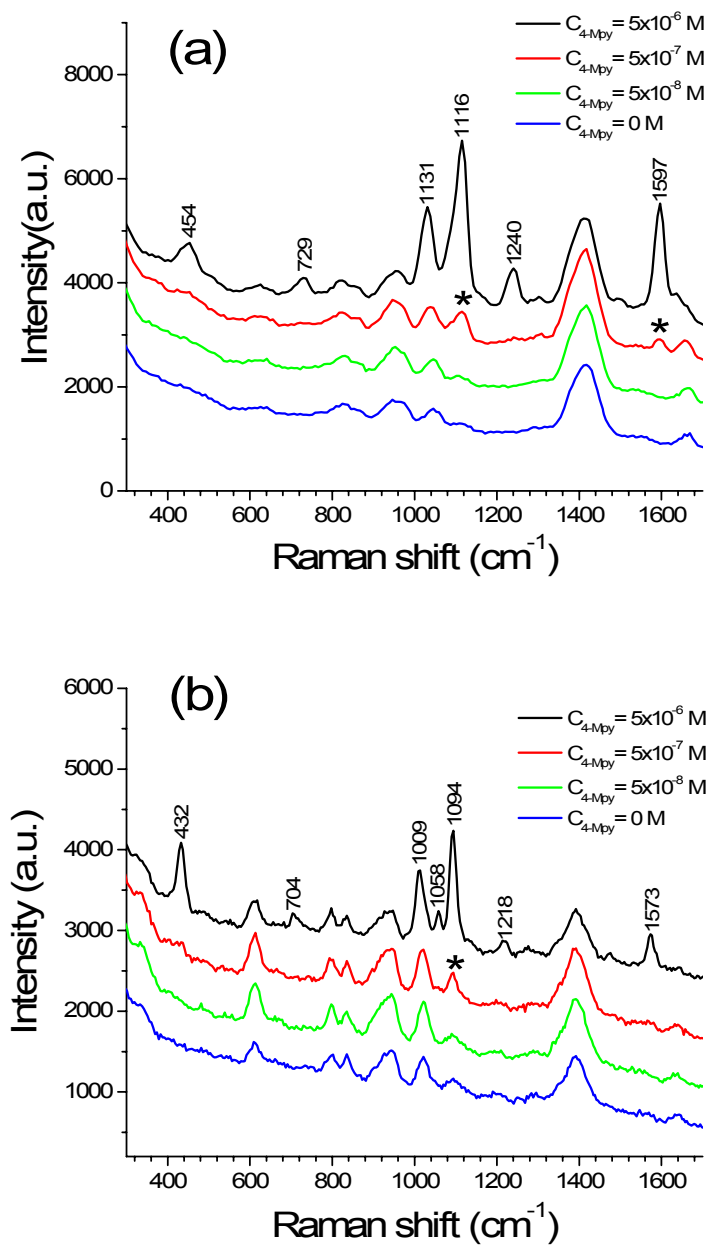 (a)
C4-Mpy= 5x10-6 M
C4-Mpy= 5x10-7 M
C4-Mpy= 5x10-8 M
C4-Mpy= 0 M
8000
6000
4000
2000
0
Intensity(a.u.)
454
729
1131
1116
1240
1597
*
*
400 600 800 1000 1200 1400 1600
Raman shift (cm-1)
(b)
C4-Mpy= 5x10-6 M
C4-Mpy= 5x10-7 M
C4-Mpy= 5x10-8 M
C4-Mpy= 0 M
6000
5000
4000
3000
2000
1000
Intensity (a.u.)
432
704
1009
1058
1094
1218
1573
*
400 600 800 1000 1200 1400 1600
Raman shift (cm-1)